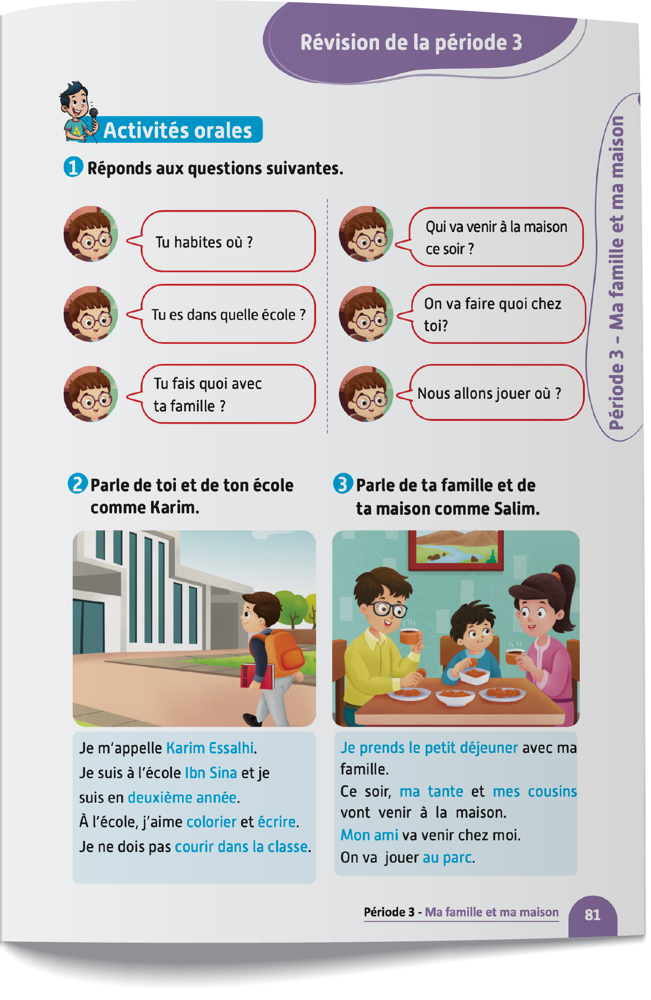 Révision de la période 3
Activités orales
1 Réponds aux questions suivantes.
Tu habites où ?
Tu es dans quelle école ?
Tu fais quoi avec
ta famille ?
Qui va venir à la maison
ce soir ?
On va faire quoi chez
toi?
Nous allons jouer où ?
2 Parle de toi et de ton école
comme Karim.
1ÈRE ANNÉE
Je m'appelle Karim Essalhi.
Je suis à l'école Ibn Sina et je
suis en deuxième année.
À l'école, j'aime colorier et écrire.
Je ne dois pas courir dans la classe.
3 Parle de ta famille et de
ta maison comme Salim.
Je prends le petit déjeuner avec ma
famille.
Ce soir, ma tante et mes cousins
vont venir à la maison.
Mon ami va venir chez moi.
On va jouer au parc.
Période 3 - Ma famille et ma maison
Période 3 - Ma famille et ma maison
81
A